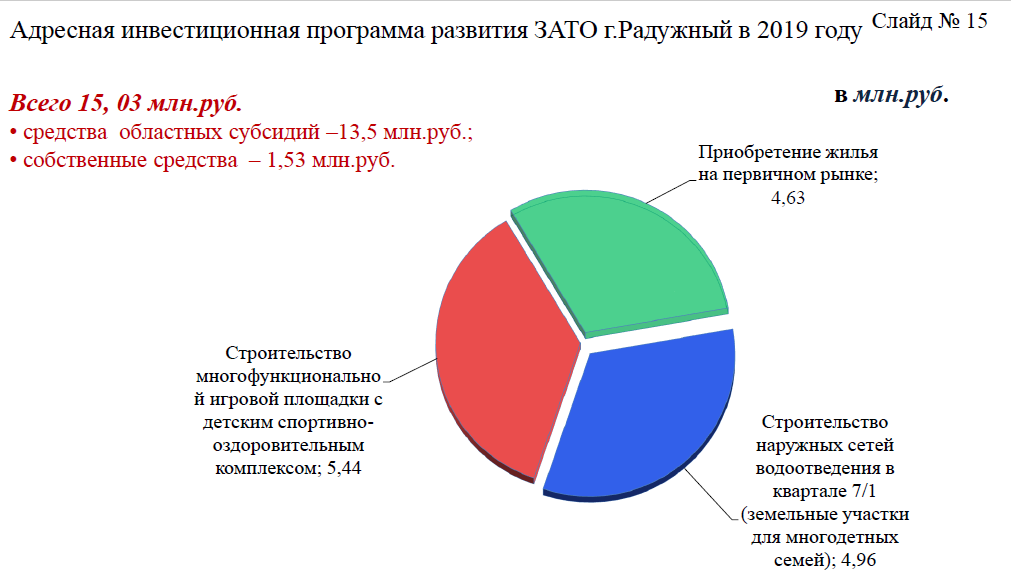 Адресная инвестиционная программа развития ЗАТО г.Радужный в 2019 году
Слайд № 15
Всего 15, 03 млн.руб.
• средства областных субсидий –13,5 млн.руб.;
• собственные средства – 1,53 млн.руб.
в млн.руб.
Приобретение жилья
на первичном рынке;
4,63
Строительство
многофункционально
й игровой площадки с
детским спортивно-
оздоровительным
комплексом; 5,44
Строительство
наружных сетей
водоотведения в
квартале 7/1
(земельные участки
для многодетных
семей); 4,96